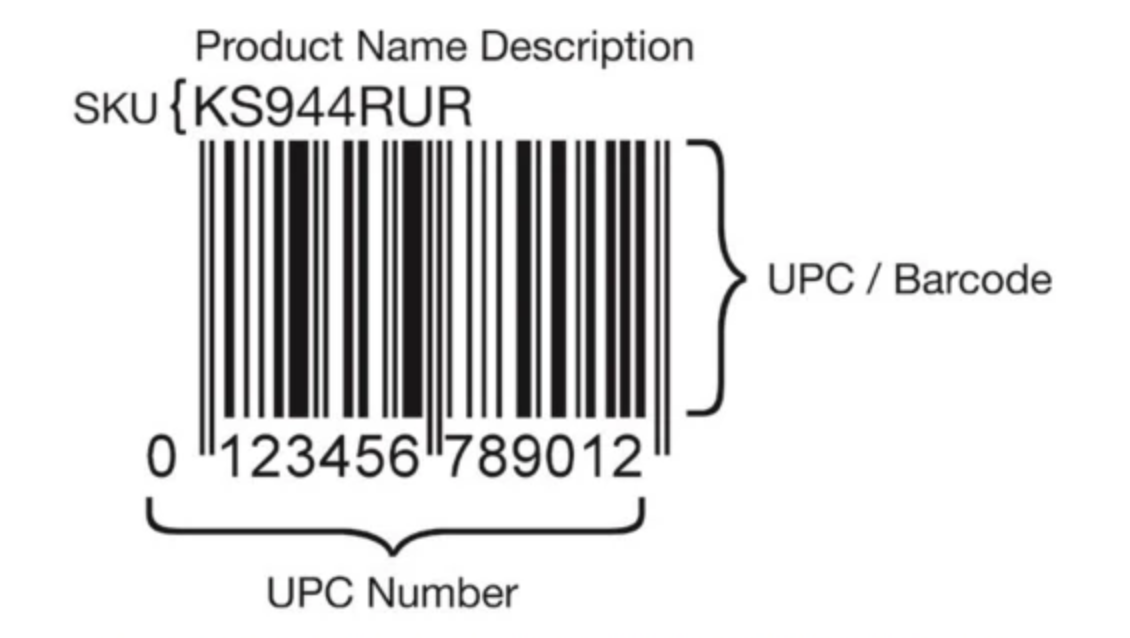 Product Name Description
SKU {KS944RUR
UPC / Barcode
0 123456 789012
UPC Number